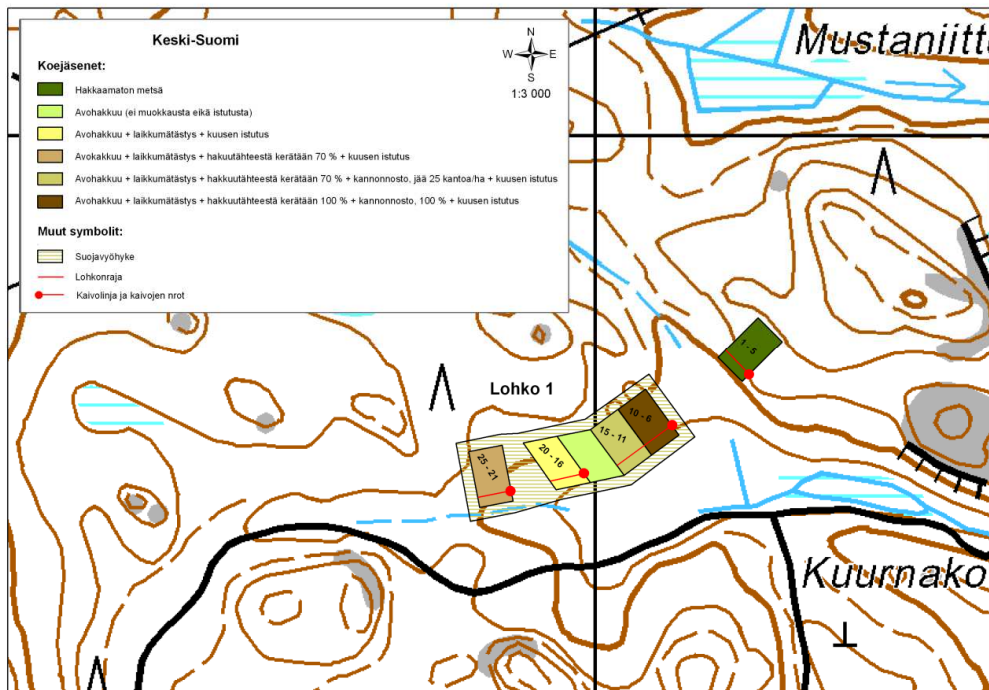 Keski-Suomi
N
W E
S
1:3 000
Koejäsenet:
Hakkaamaton metsä
Avohakkuu (ei muokkausta eikä istutusta)
Avohakkuu + laikkumätästys + kuusen istutus
Avokakkuu + laikkumätästys + hakuutähteestä kerätään 70 % + kuusen istutus
Avohakkuu + laikkumätästys + hakkuutähteestä kerätään 70 % + kannonnosto, jää 25 kantoa/ha + kuusen istutus
Avohakkuu + laikkumätästys + hakkuutähteestä kerätään 100 % + kannonnosto, 100 % + kuusen istutus
Muut symbolit:
Suojavyöhyke
Lohkonraja
Kaivolinja ja kaivojen nrot
Mustaniitt
Lohko 1
1 - 5
10 - 6
15 - 11
20 - 16
25 - 21
Kuurnako